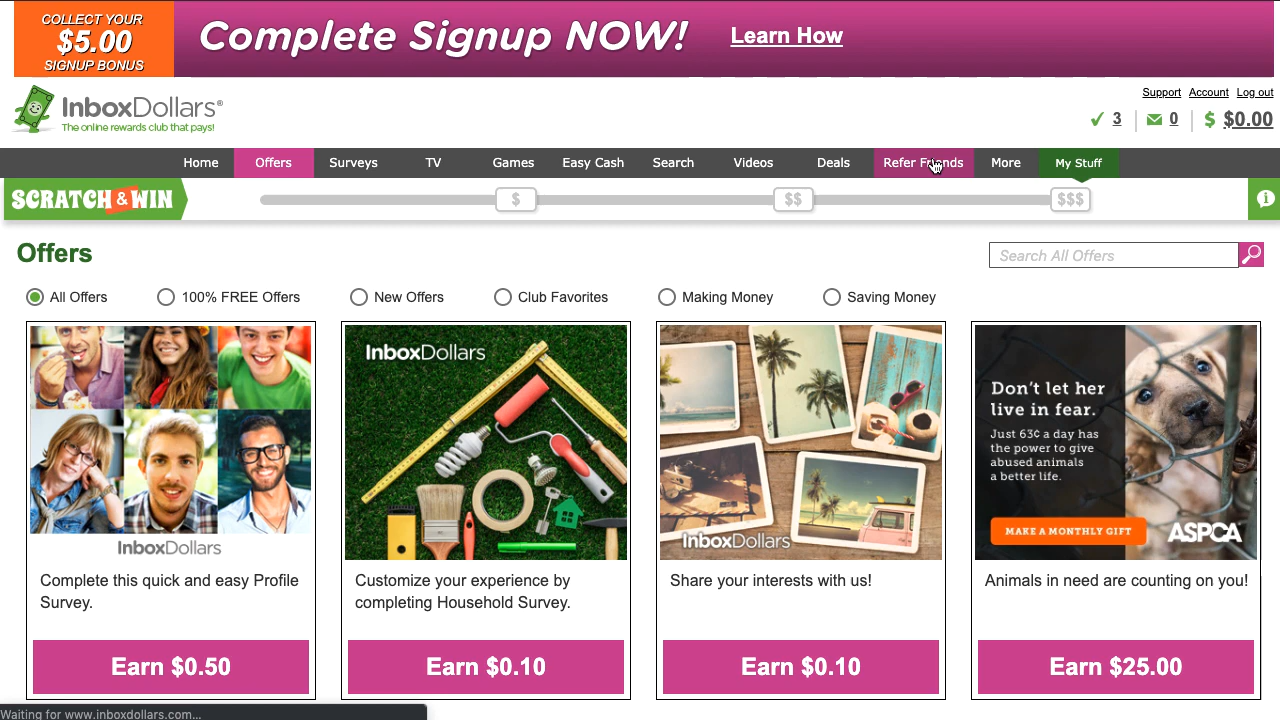 COLLECT YOUR
$5.00
SIGNUP BONUS
Complete Signup NOW! Learn How
Support Account Log out
InboxDollars®
The online rewards club that pays!
3 0 $ $0.00
Home Offers Surveys TV Games Easy Cash Search Videos Deals Refer Friends More My Stuff
SCRATCH & WIN $ $$ $$$ i
Offers
Search All Offers
All Offers 100% FREE Offers New Offers Club Favorites Making Money Saving Money
InboxDollars
Complete this quick and easy Profile
Survey.
Earn $0.50
InboxDollars
Customize your experience by
completing Household Survey.
Earn $0.10
InboxDollars
Share your interests with us!
Earn $0.10
Don't let her
live in fear.
Just 63¢ a day has
the power to give
abused animals
a better life.
MAKE A MONTHLY GIFT
ASPCA
Animals in need are counting on you!
Earn $25.00
Waiting for www.inboxdollars.com...